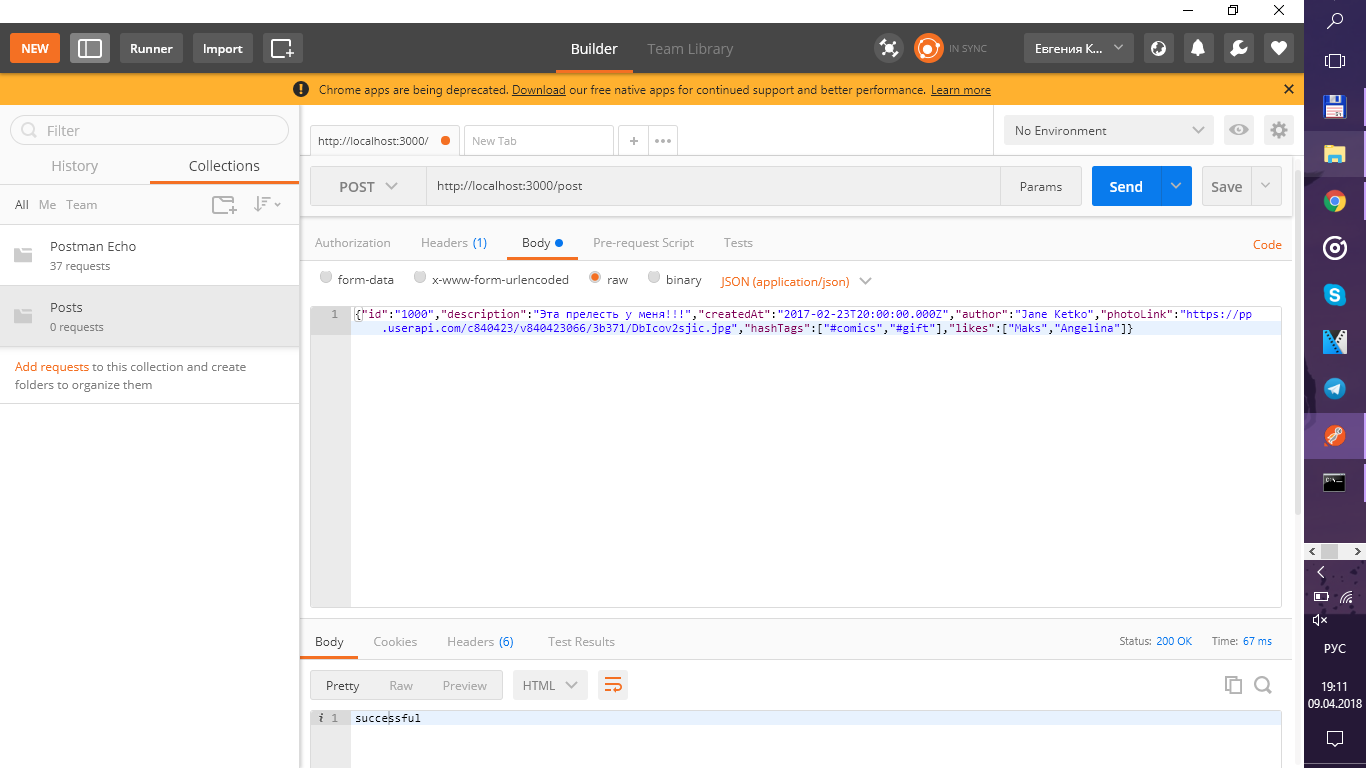 NEW Runner Import Builder Team Library IN SYNC Евгения К...
Chrome apps are being deprecated. Download our free native apps for continued support and better performance. Learn more
Filter
History Collections
All Me Team
Postman Echo
37 requests
Posts
0 requests
Add requests to this collection and create
folders to organize them
http://localhost:3000/ New Tab + ••• No Environment
POST http://localhost:3000/post Params Send Save
Authorization Headers (1) Body Pre-request Script Tests Code
form-data x-www-form-urlencoded raw binary JSON (application/json)
1 {"id":"1000","description":"Эта прелесть у меня!!!","createdAt":"2017-02-23T20:00:00.000Z","author":"Jane Ketko","photoLink":"https://pp
.userapi.com/c840423/v840423066/3b371/DbIcov2sjic.jpg","hashTags":["#comics","#gift"],"likes":["Maks","Angelina"]}
Body Cookies Headers (6) Test Results Status: 200 OK Time: 67 ms
Pretty Raw Preview HTML
i 1 successful
РУС
19:11
09.04.2018